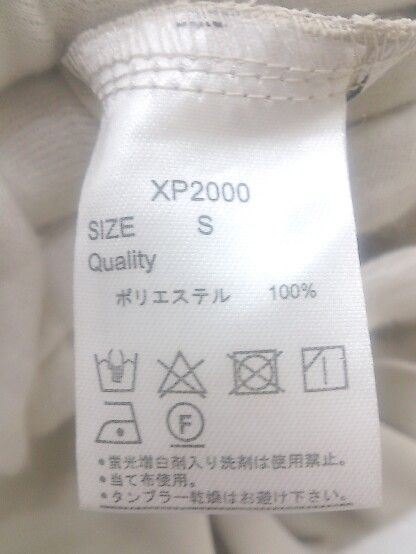 XP2000
SIZE S
Quality
ポリエステル 100%
F
•蛍光増白剤入り洗剤は使用禁止。
•当て布使用。
•タンブラー乾燥はお避け下さい。